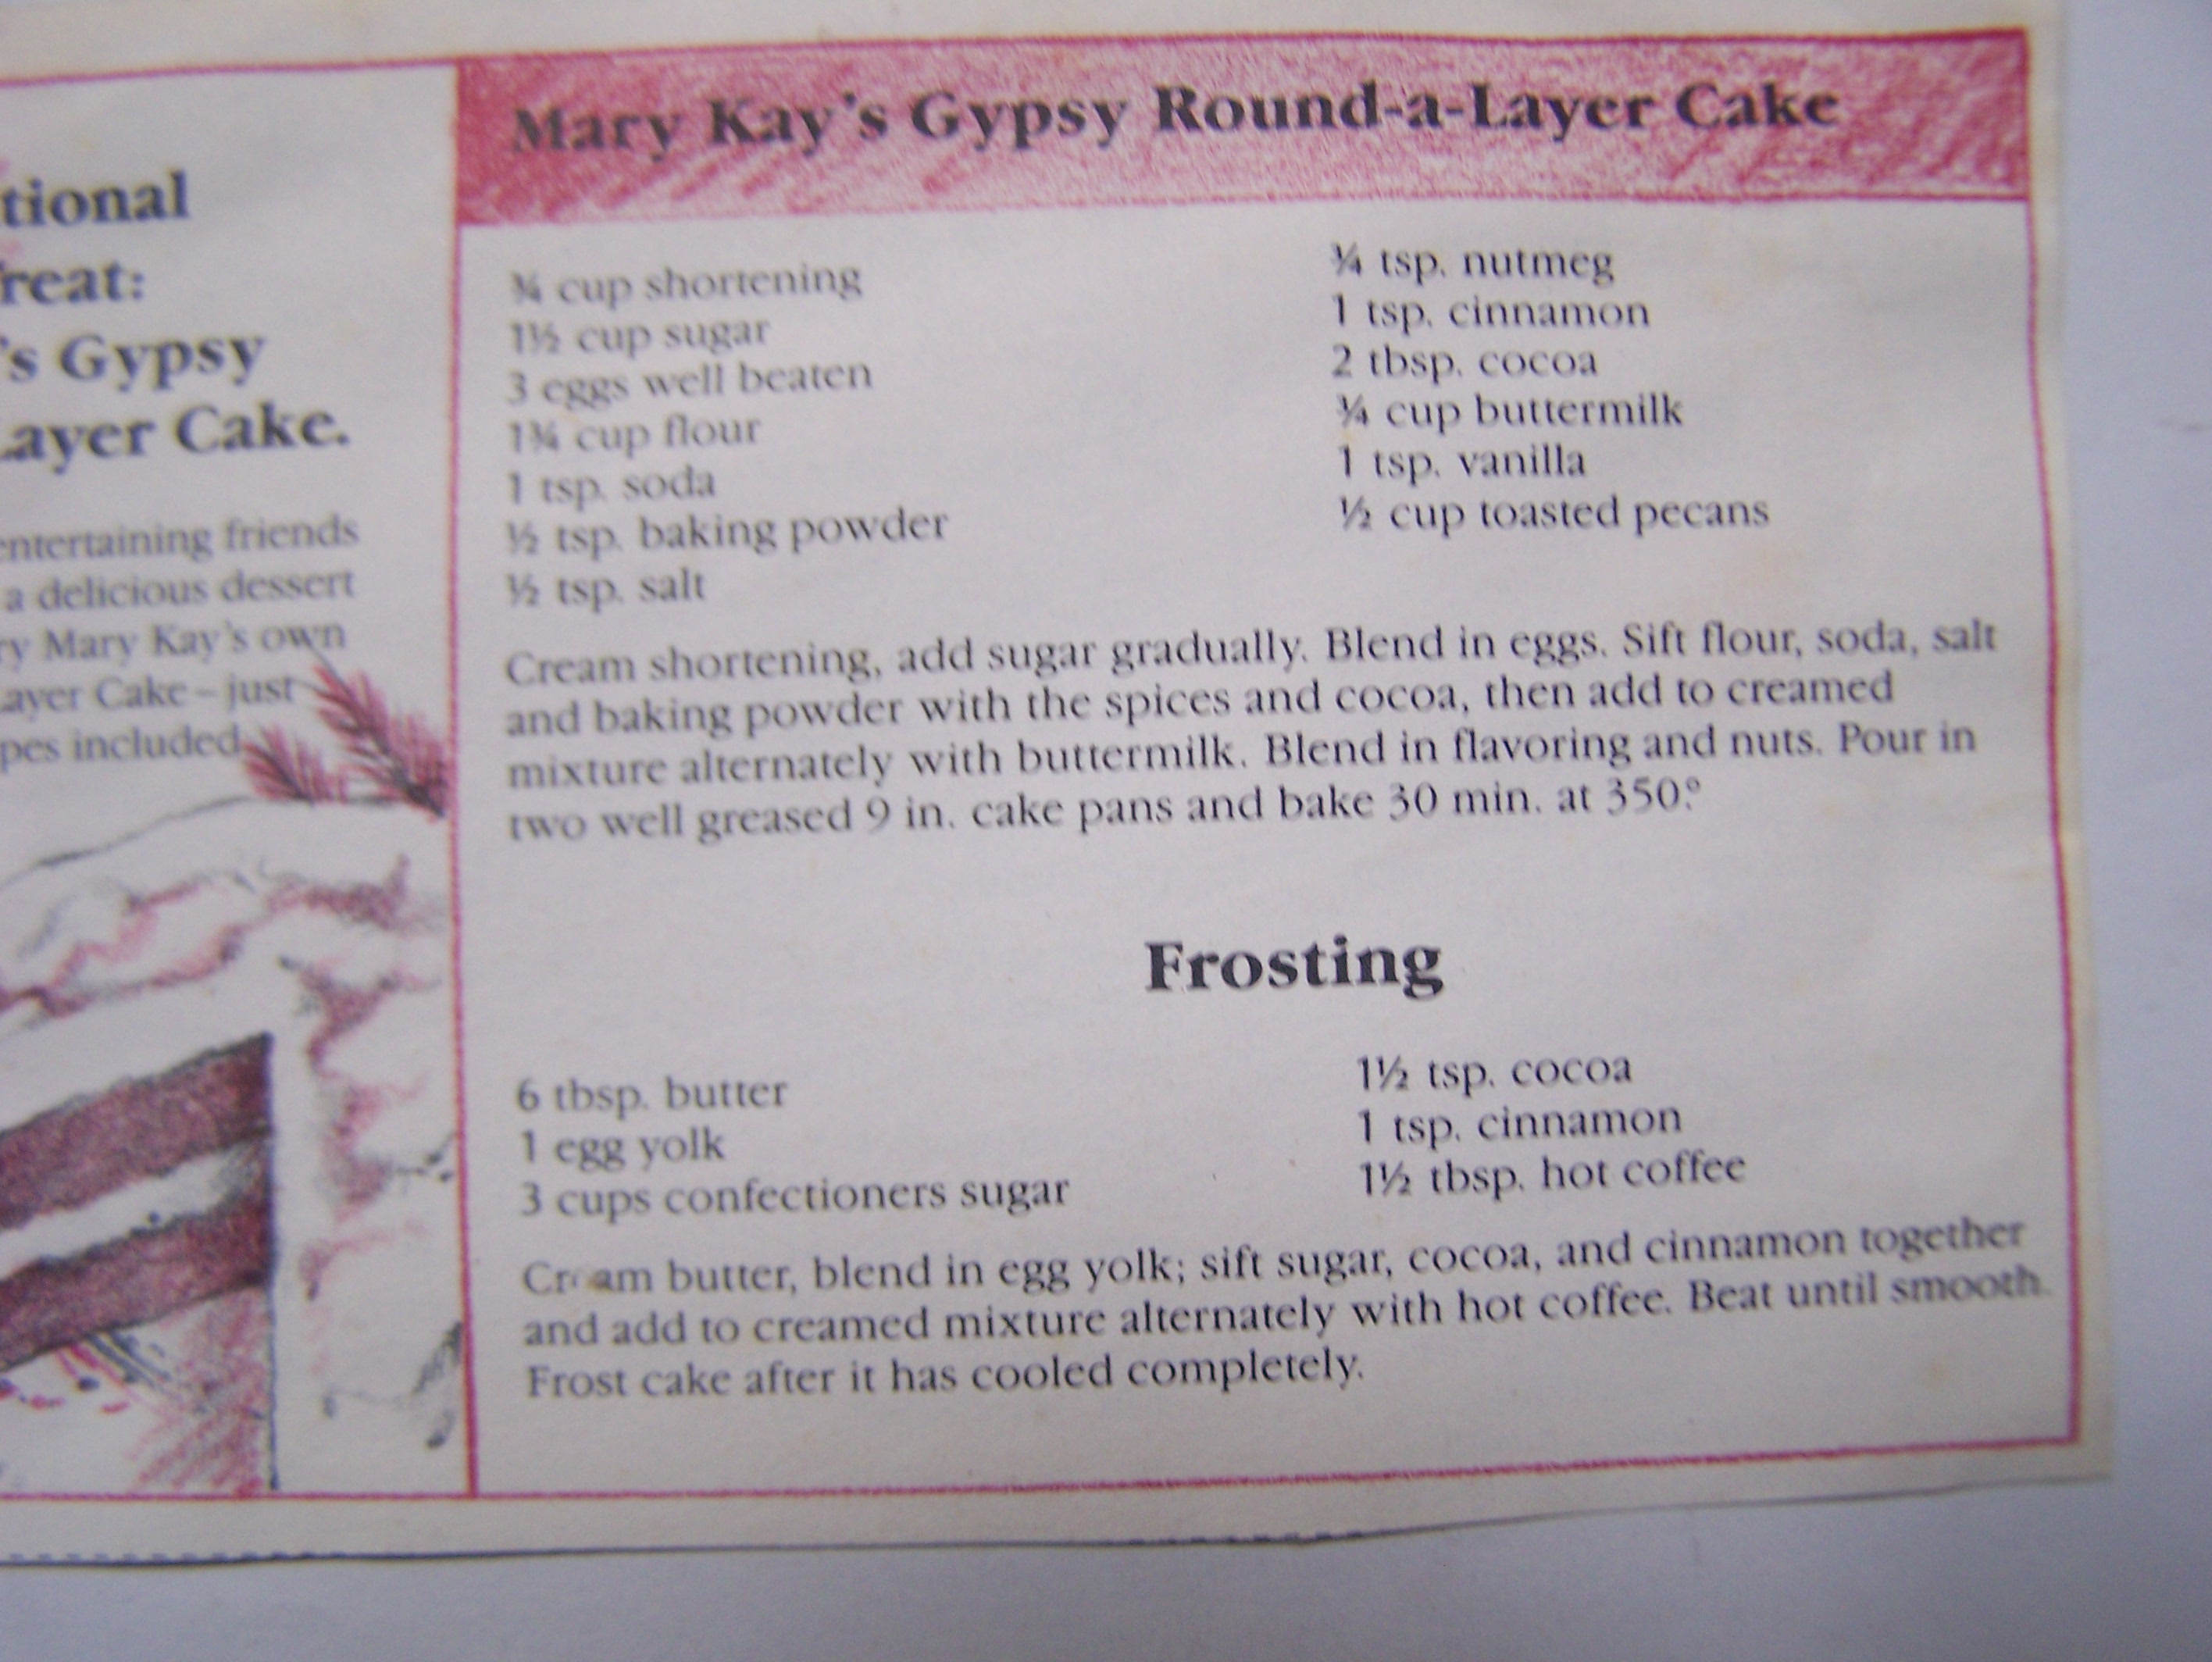 tional
reat:
's Gypsy
Layer Cake.
entertaining friends
a delicious dessert
ry Mary Kay's own
ayer Cake – just
pes included
Mary Kay's Gypsy Round-a-Layer Cake
¾ cup shortening
1½ cup sugar
3 eggs well beaten
1¾ cup flour
1 tsp. soda
½ tsp. baking powder
½ tsp. salt
¾ tsp. nutmeg
1 tsp. cinnamon
2 tbsp. cocoa
¾ cup buttermilk
1 tsp. vanilla
½ cup toasted pecans
Cream shortening, add sugar gradually. Blend in eggs. Sift flour, soda, salt
and baking powder with the spices and cocoa, then add to creamed
mixture alternately with buttermilk. Blend in flavoring and nuts. Pour in
two well greased 9 in. cake pans and bake 30 min. at 350.°
Frosting
6 tbsp. butter
1 egg yolk
3 cups confectioners sugar
1½ tsp. cocoa
1 tsp. cinnamon
1½ tbsp. hot coffee
Cream butter, blend in egg yolk; sift sugar, cocoa, and cinnamon together
and add to creamed mixture alternately with hot coffee. Beat until smooth.
Frost cake after it has cooled completely.